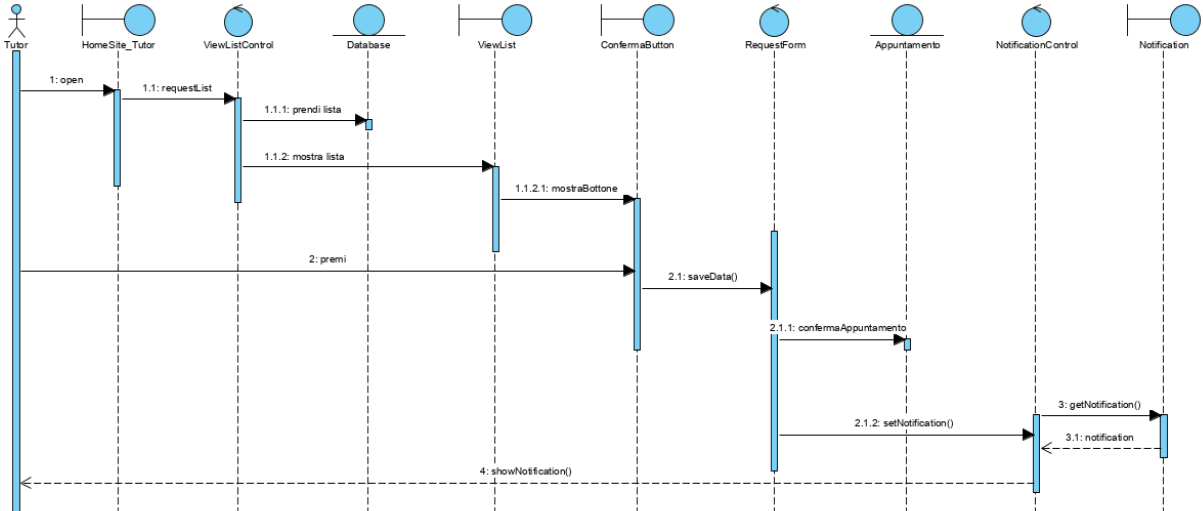 Tutor
HomeSite_Tutor
ViewListControl
Database
ViewList
ConfermaButton
RequestForm
Appuntamento
NotificationControl
Notification
1: open
1.1: requestList
1.1.1: prendi lista
1.1.2: mostra lista
1.1.2.1: mostraBottone
2: premi
2.1: saveData()
2.1.1: confermaAppuntamento
3: getNotification()
2.1.2: setNotification()
3.1: notification
4: showNotification()